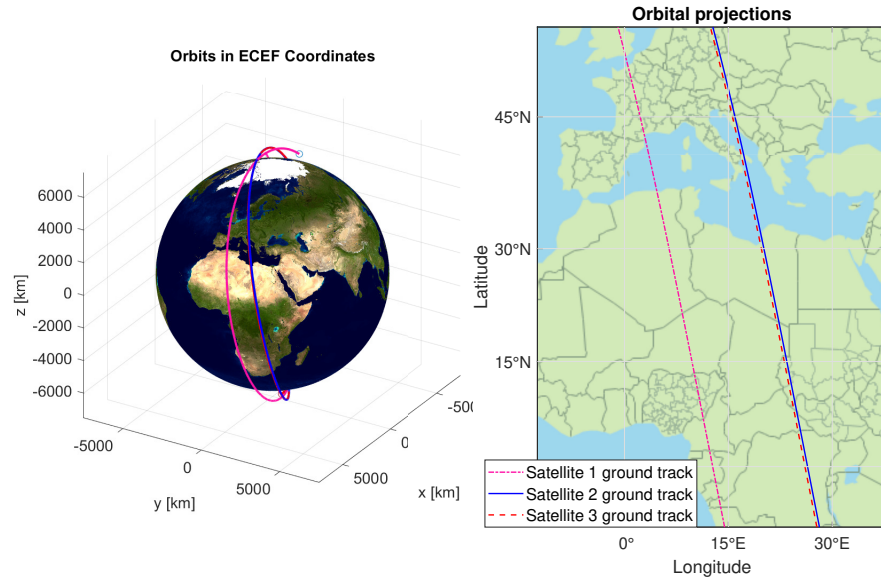 Orbits in ECEF Coordinates
6000
4000
2000
0
-2000
-4000
-6000
z [km]
-5000
0
5000
y [km]
5000
0
-500
x [km]
Orbital projections
45°N
30°N
15°N
Latitude
Satellite 1 ground track
Satellite 2 ground track
Satellite 3 ground track
0°
15°E
30°E
Longitude